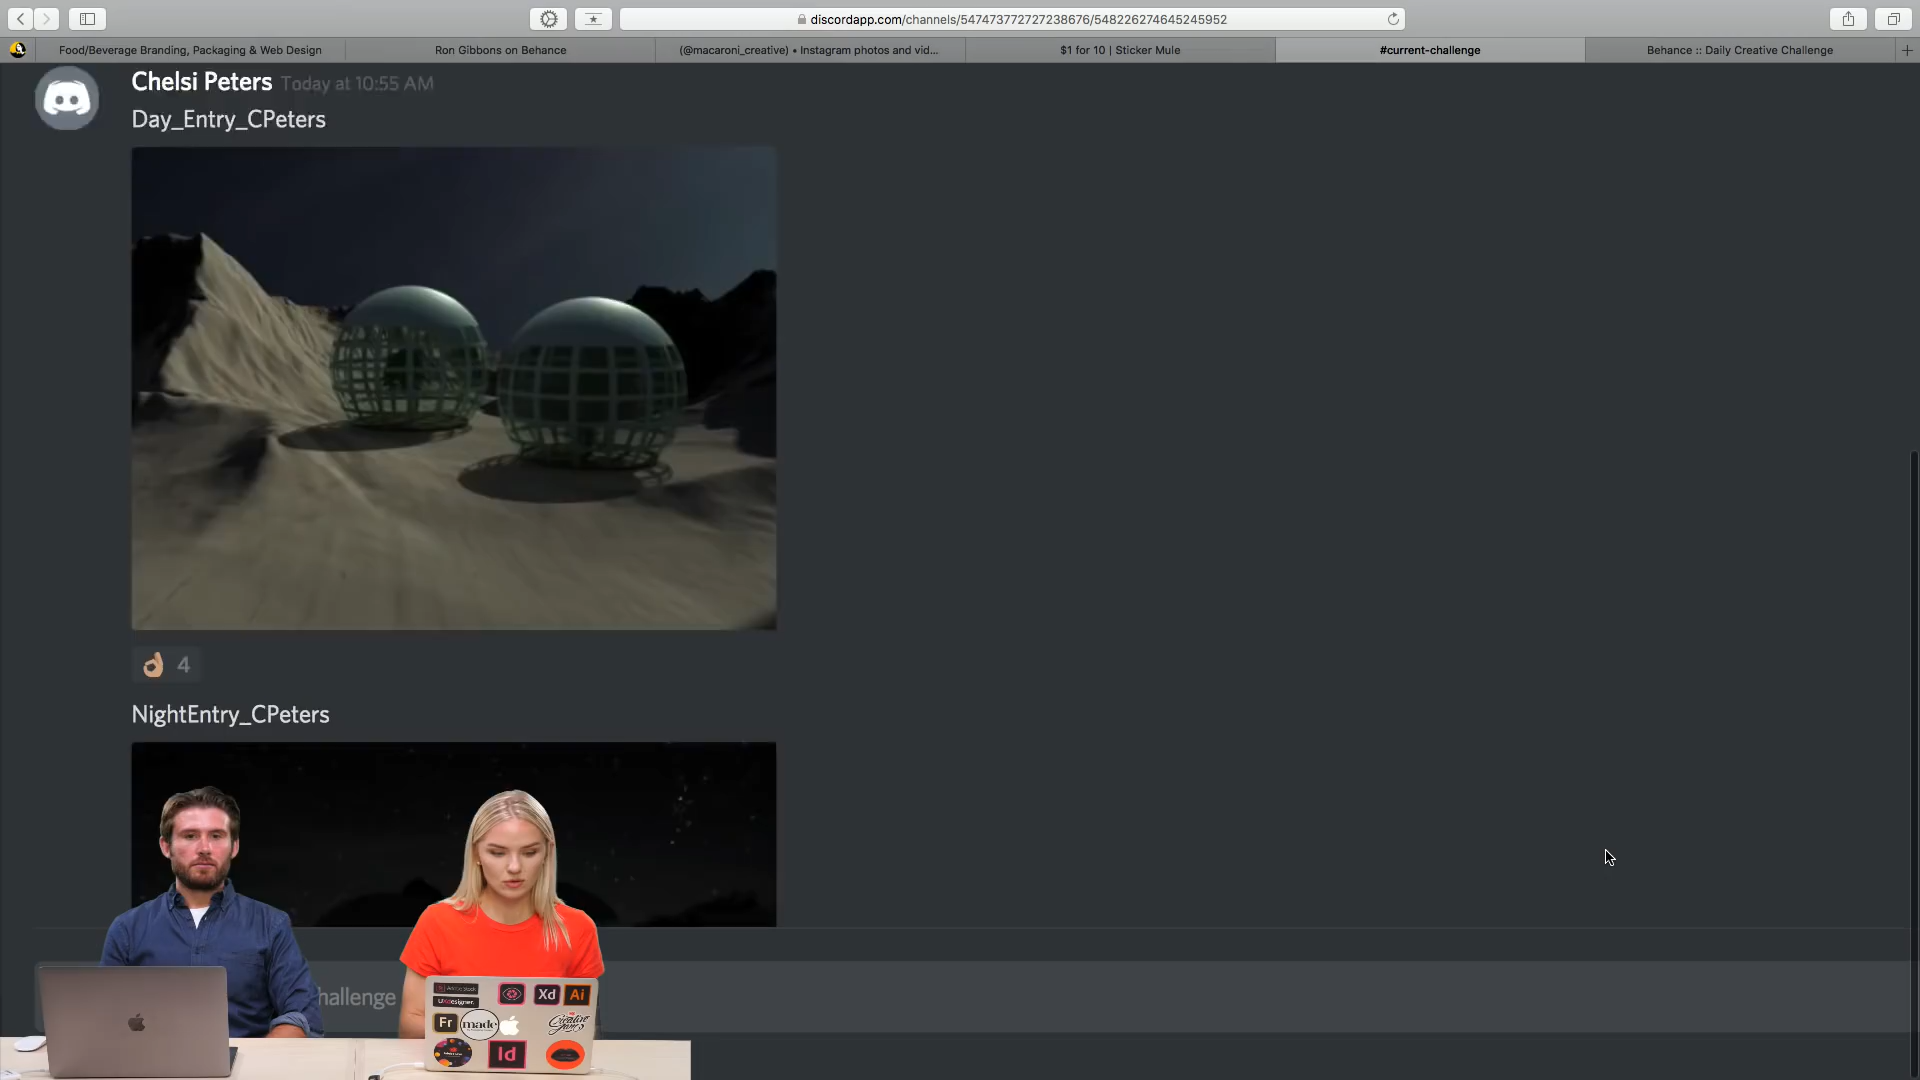 discordapp.com/channels/547473772727238676/548226274645245952
Food/Beverage Branding, Packaging & Web Design
Ron Gibbons on Behance
(@macaroni_creative) • Instagram photos and vid...
$1 for 10 | Sticker Mule
#current-challenge
Behance :: Daily Creative Challenge
Chelsi Peters Today at 10:55 AM
Day_Entry_CPeters
4
NightEntry_CPeters
hallenge
Xd
Ai
Fr
made
Creative
Id